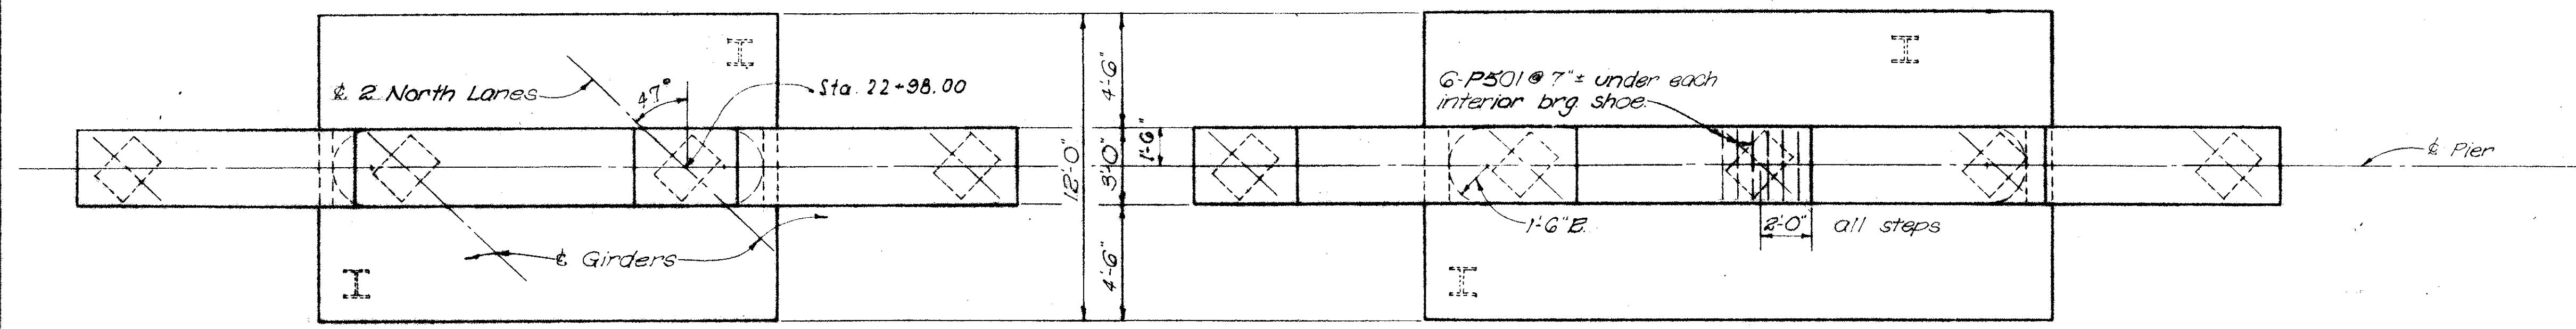 ℄ 2 North Lanes
47°
Sta. 22+98.00
℄ Girders
12'-0"
4'-6"
3'-0"
4'-6"
1'-6"
6-P501@7"± under each
interior brg. shoe.
1'-6"R.
2'-0" all steps
℄ Pier